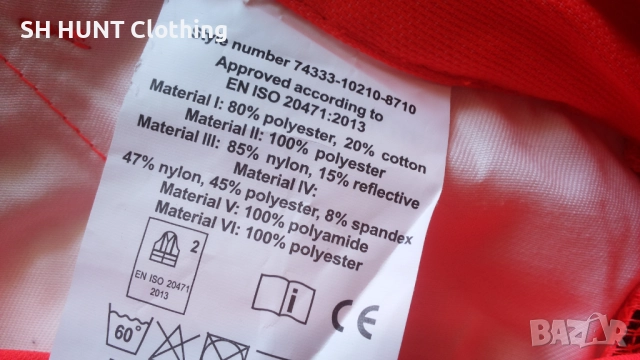 SH HUNT Clothing
Style number 74333-10210-8710
Approved according to
EN ISO 20471:2013
Material I: 80% polyester, 20% cotton
Material II: 100% polyester
Material III: 85% nylon, 15% reflective
Material IV:
47% nylon, 45% polyester, 8% spandex
Material V: 100% polyamide
Material VI: 100% polyester
2
EN ISO 20471
2013
i
CE
60°
BAZAR